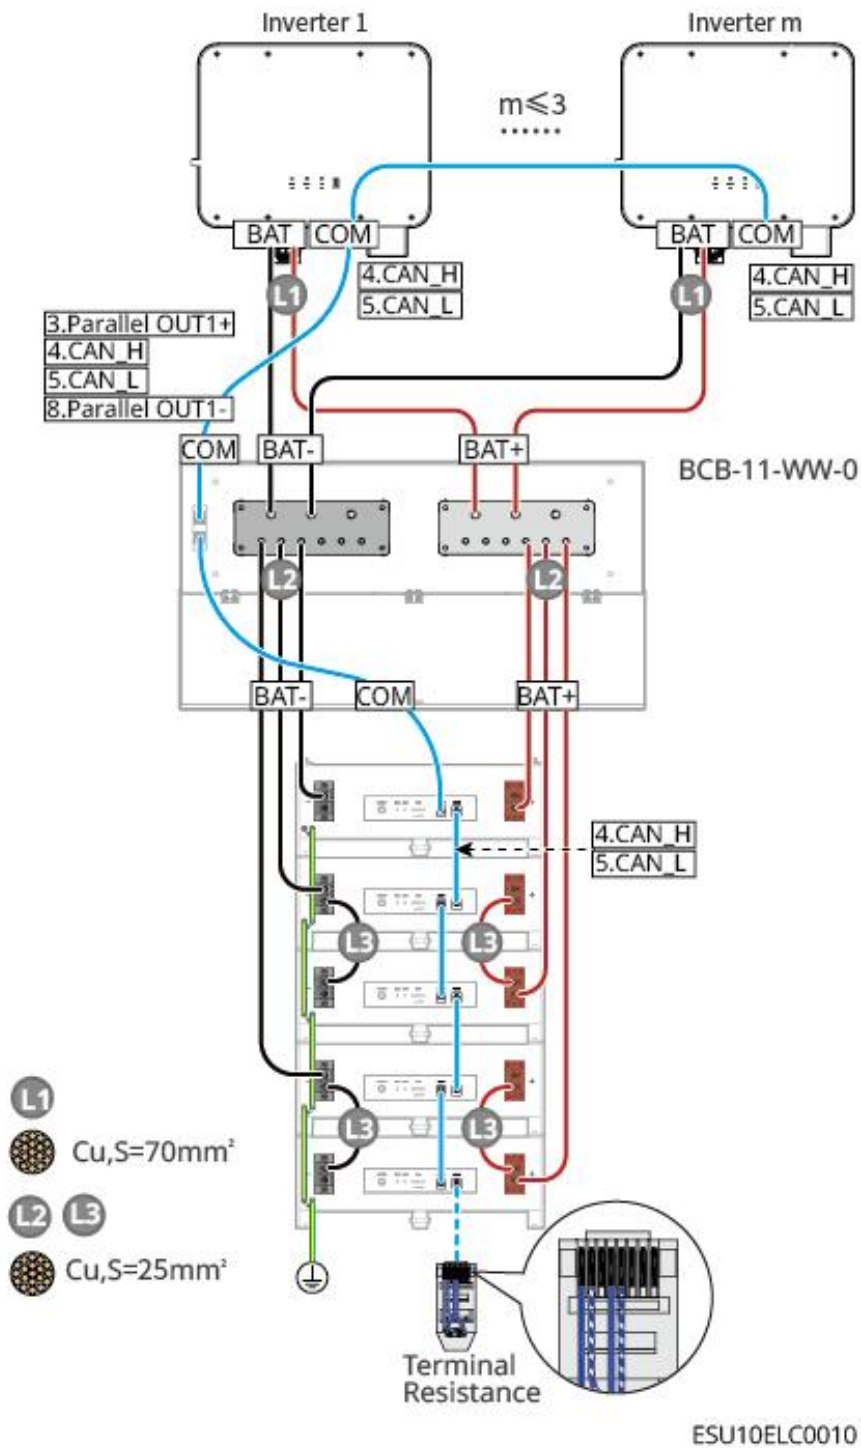 Inverter 1
Inverter m
m≤3
......
BAT COM
BAT COM
4.CAN_H
5.CAN_L
4.CAN_H
5.CAN_L
L1
L1
3.Parallel OUT1+
4.CAN_H
5.CAN_L
8.Parallel OUT1-
COM BAT-
BAT+
BCB-11-WW-0
L2
L2
BAT-
COM
BAT+
4.CAN_H
5.CAN_L
L3
L3
L3
L3
L1
Cu,S=70mm²
L2 L3
Cu,S=25mm²
Terminal
Resistance
ESU10ELC0010